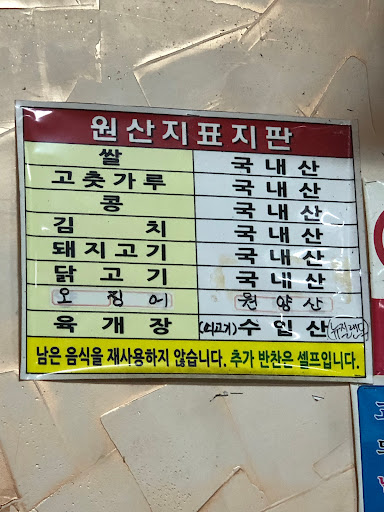 원산지표지판
쌀 국내산
고춧가루 국내산
콩 국내산
김치 국내산
돼지고기 국내산
닭고기 국내산
오징어 원양산
육개장 (쇠고기) 수입산 (뉴질랜드)
남은 음식을 재사용하지 않습니다. 추가 반찬은 셀프입니다.